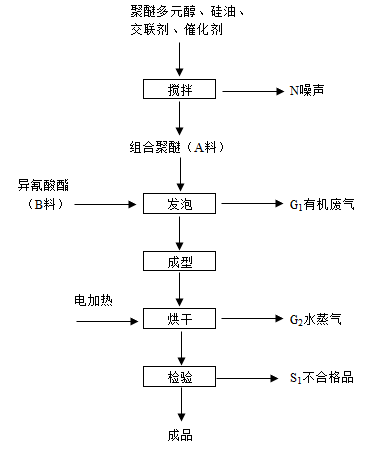 聚醚多元醇、硅油、
交联剂、催化剂
搅拌
N噪声
组合聚醚（A料）
异氰酸酯
（B料）
发泡
G₁有机废气
成型
电加热
烘干
G₂水蒸气
检验
S₁不合格品
成品